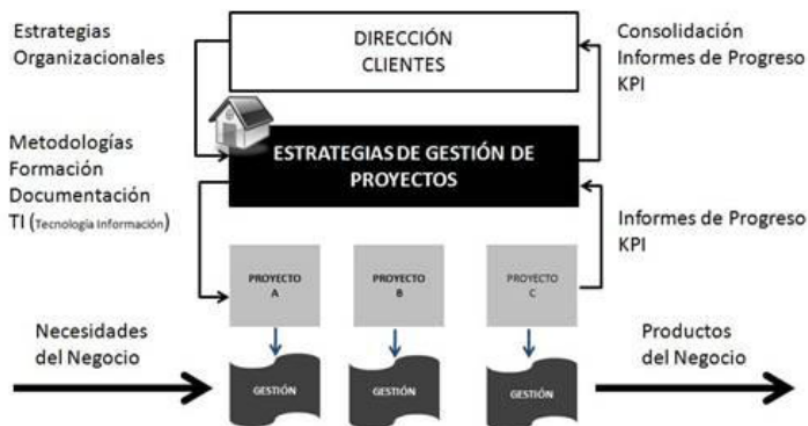 Estrategias
Organizacionales
DIRECCIÓN
CLIENTES
Consolidación
Informes de Progreso
KPI
Metodologías
Formación
Documentación
TI (Tecnología Información)
ESTRATEGIAS DE GESTIÓN DE
PROYECTOS
Informes de Progreso
KPI
PROYECTO
A
PROYECTO
B
PROYECTO
C
Necesidades
del Negocio
Productos
del Negocio
GESTIÓN
GESTIÓN
GESTIÓN